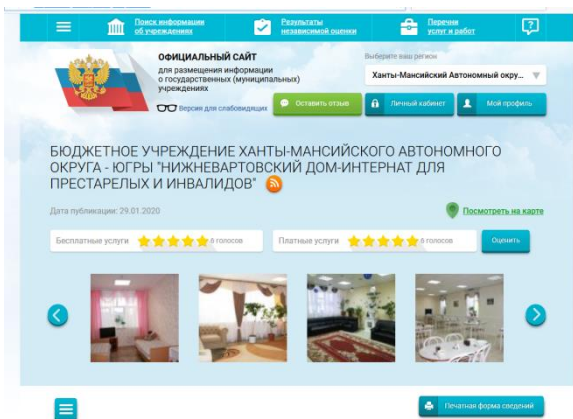 Поиск информации
об учреждениях
Результаты
независимой оценки
Перечни
услуг и работ
ОФИЦИАЛЬНЫЙ САЙТ
для размещения информации
о государственных (муниципальных)
учреждениях
Версия для слабовидящих
Оставить отзыв
Выберите ваш регион
Ханты-Мансийский Автономный окру...
Личный кабинет
Мой профиль
БЮДЖЕТНОЕ УЧРЕЖДЕНИЕ ХАНТЫ-МАНСИЙСКОГО АВТОНОМНОГО
ОКРУГА - ЮГРЫ "НИЖНЕВАРТОВСКИЙ ДОМ-ИНТЕРНАТ ДЛЯ
ПРЕСТАРЕЛЫХ И ИНВАЛИДОВ"
Дата публикации: 29.01.2020
Посмотреть на карте
Бесплатные услуги
голосов
Платные услуги
голосов
Оценить
Печатная форма сведений